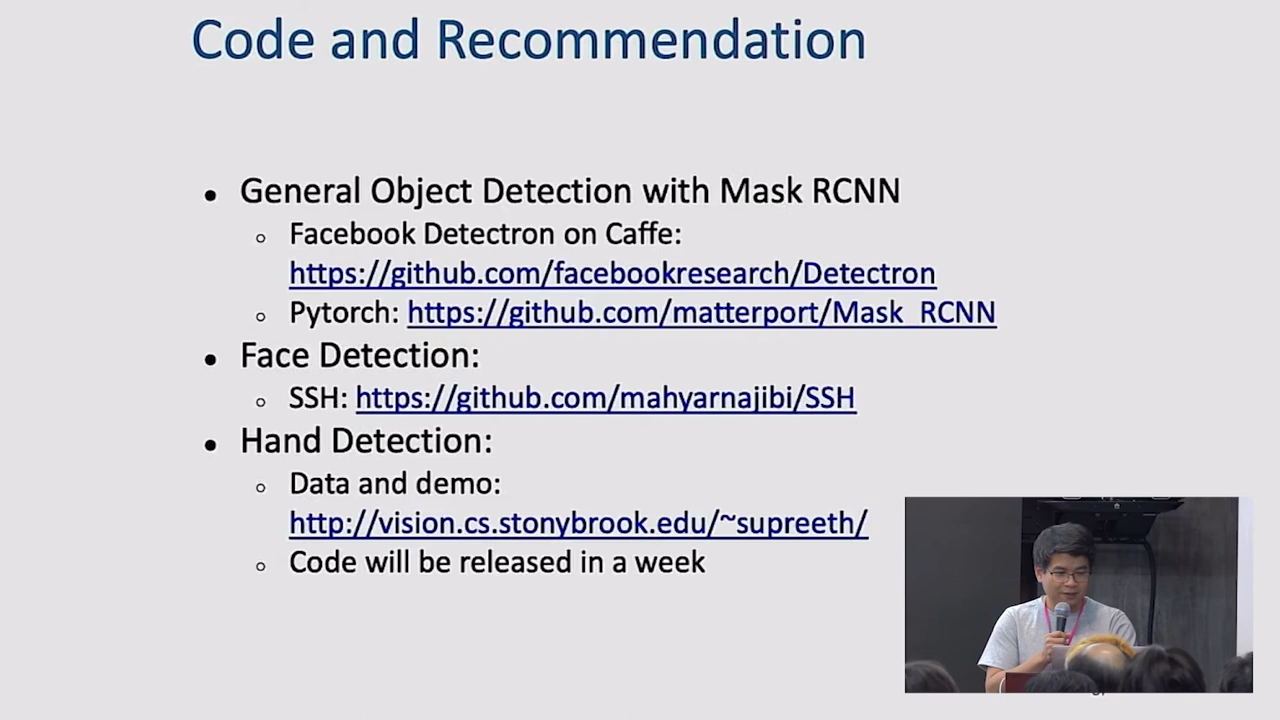 Code and Recommendation
● General Object Detection with Mask RCNN
○ Facebook Detectron on Caffe:
https://github.com/facebookresearch/Detectron
○ Pytorch: https://github.com/matterport/Mask_RCNN
● Face Detection:
○ SSH: https://github.com/mahyarnajibi/SSH
● Hand Detection:
○ Data and demo:
http://vision.cs.stonybrook.edu/~supreeth/
○ Code will be released in a week